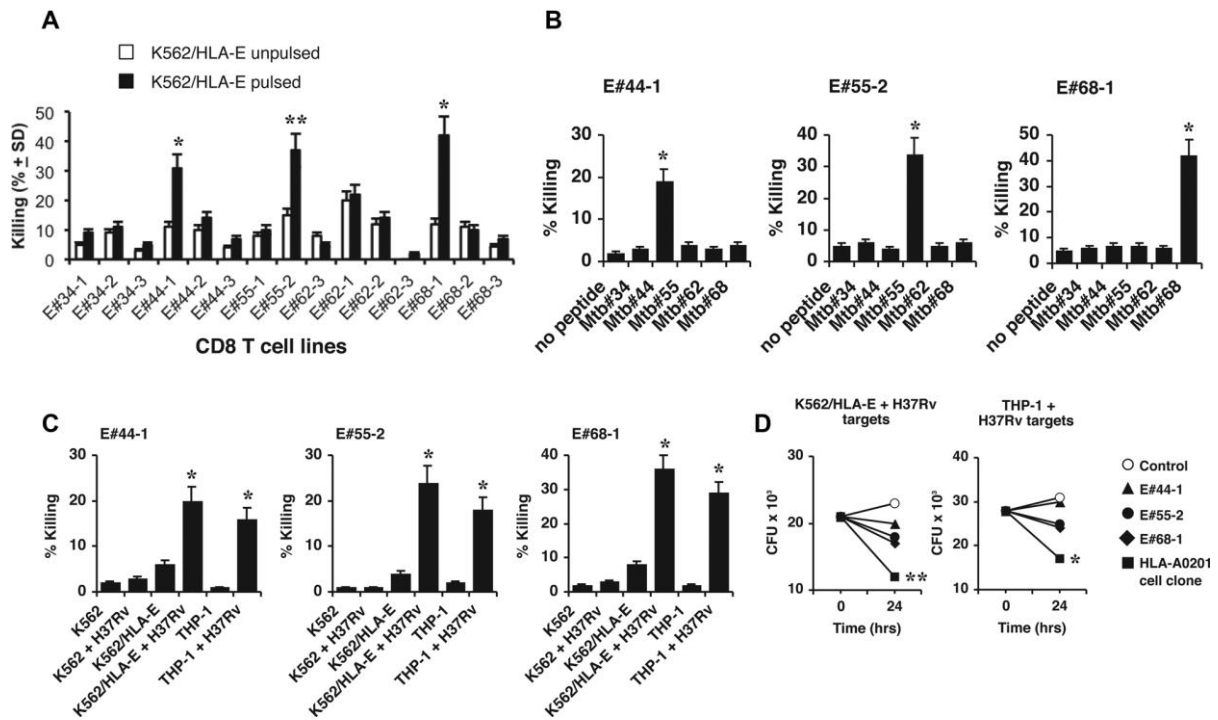 A
K562/HLA-E unpulsed
K562/HLA-E pulsed
Killing (% ± SD)
50
40
30
20
10
0
*
**
*
E#34-1
E#34-2
E#34-3
E#44-1
E#44-2
E#44-3
E#55-1
E#55-2
E#62-3
E#62-1
E#62-2
E#62-3
E#68-1
E#68-2
E#68-3
CD8 T cell lines
B
E#44-1
% Killing
30
20
10
0
*
no peptide
Mtb#34
Mtb#44
Mtb#55
Mtb#62
Mtb#68
E#55-2
% Killing
40
30
20
10
0
*
no peptide
Mtb#34
Mtb#44
Mtb#55
Mtb#62
Mtb#68
E#68-1
% Killing
50
40
30
20
10
0
*
no peptide
Mtb#34
Mtb#44
Mtb#55
Mtb#62
Mtb#68
C
E#44-1
% Killing
30
20
10
0
*
*
K562
K562 + H37Rv
K562/HLA-E
K562/HLA-E + H37Rv
THP-1
THP-1 + H37Rv
E#55-2
% Killing
30
20
10
0
*
*
K562
K562 + H37Rv
K562/HLA-E
K562/HLA-E + H37Rv
THP-1
THP-1 + H37Rv
E#68-1
% Killing
40
30
20
10
0
*
*
K562
K562 + H37Rv
K562/HLA-E
K562/HLA-E + H37Rv
THP-1
THP-1 + H37Rv
D
K562/HLA-E + H37Rv
targets
CFU x 10³
30
20
10
**
0
24
Time (hrs)
THP-1 +
H37Rv targets
CFU x 10³
40
30
20
10
*
0
24
Time (hrs)
Control
E#44-1
E#55-2
E#68-1
HLA-A0201
cell clone